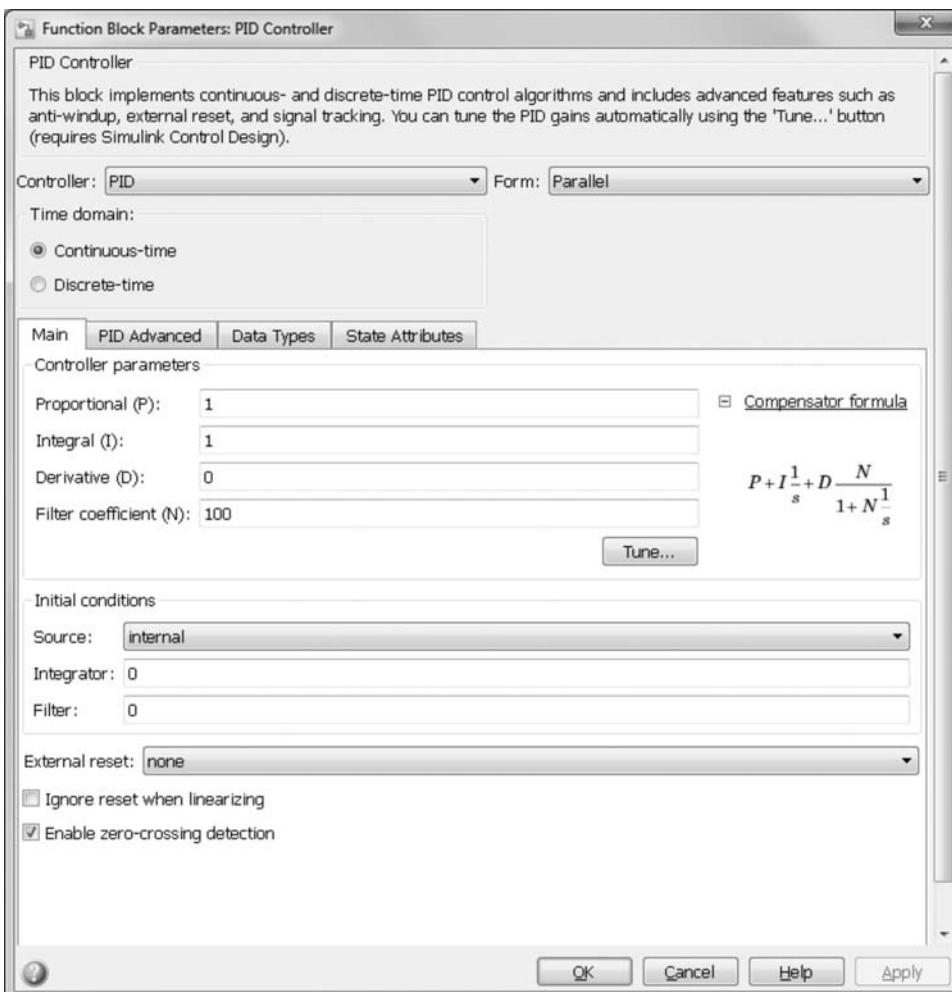 Function Block Parameters: PID Controller
PID Controller
This block implements continuous- and discrete-time PID control algorithms and includes advanced features such as
anti-windup, external reset, and signal tracking. You can tune the PID gains automatically using the 'Tune...' button
(requires Simulink Control Design).
Controller: PID Form: Parallel
Time domain:
Continuous-time
Discrete-time
Main PID Advanced Data Types State Attributes
Controller parameters
Proportional (P): 1 Compensator formula
Integral (I): 1
Derivative (D): 0
P + I 1/s + D N/(1 + N 1/s)
Filter coefficient (N): 100
Tune...
Initial conditions
Source: internal
Integrator: 0
Filter: 0
External reset: none
Ignore reset when linearizing
Enable zero-crossing detection
OK Cancel Help Apply